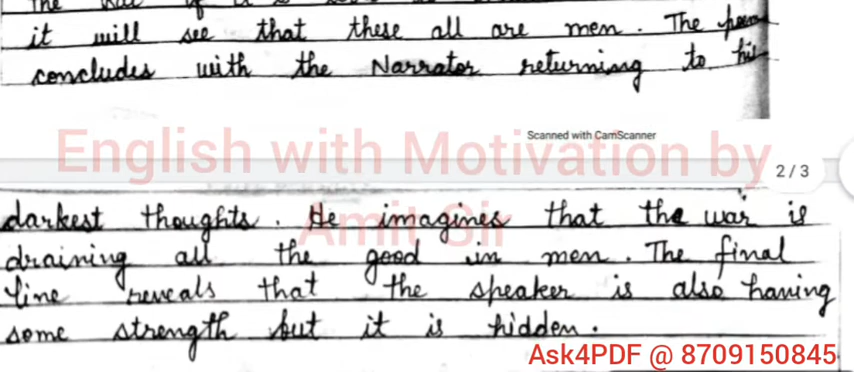 it will see that these all are men. The poem
concludes with the Narrator returning to his
Scanned with CamScanner
English with Motivation by
2/3
Amit Sir
darkest thoughts. He imagines that the war is
draining all the good in men. The final
line reveals that the speaker is also having
some strength but it is hidden.
Ask4PDF @ 8709150845